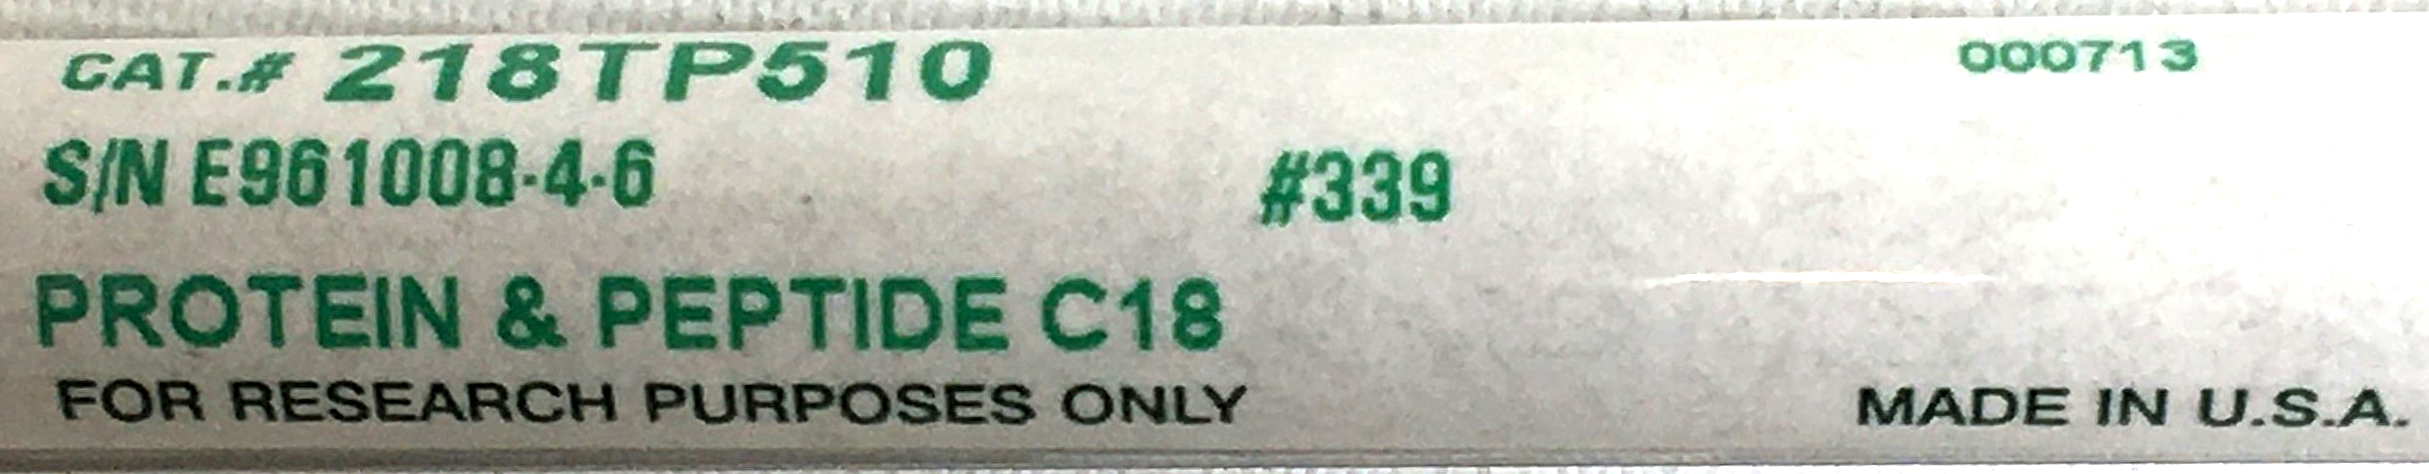 CAT.# 218TP510 000713
S/N E961008-4-6 #339
PROTEIN & PEPTIDE C18
FOR RESEARCH PURPOSES ONLY MADE IN U.S.A.